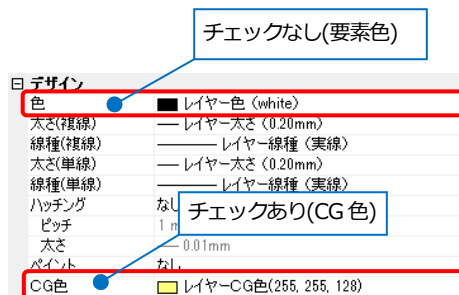 チェックなし(要素色)
デザイン
色 レイヤー色 (white)
太さ(複線) レイヤー太さ (0.20mm)
線種(複線) レイヤー線種 (実線)
太さ(単線) レイヤー太さ (0.20mm)
線種(単線) レイヤー線種 (実線)
ハッチング なし
チェックあり(CG色)
ピッチ 1 m
太さ 0.01mm
ペイント なし
CG色 レイヤーCG色(255, 255, 128)